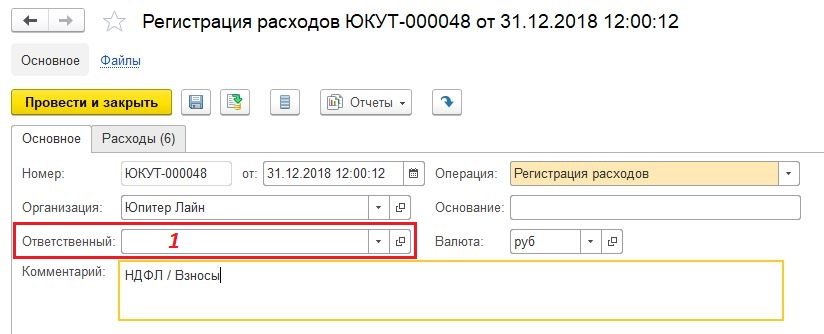 Регистрация расходов ЮКУТ-000048 от 31.12.2018 12:00:12
Основное Файлы
Провести и закрыть Отчеты
Основное Расходы (6)
Номер: ЮКУТ-000048 от: 31.12.2018 12:00:12 Операция: Регистрация расходов
Организация: Юпитер Лайн Основание:
Ответственный: 1 Валюта: руб
Комментарий: НДФЛ / Взносы